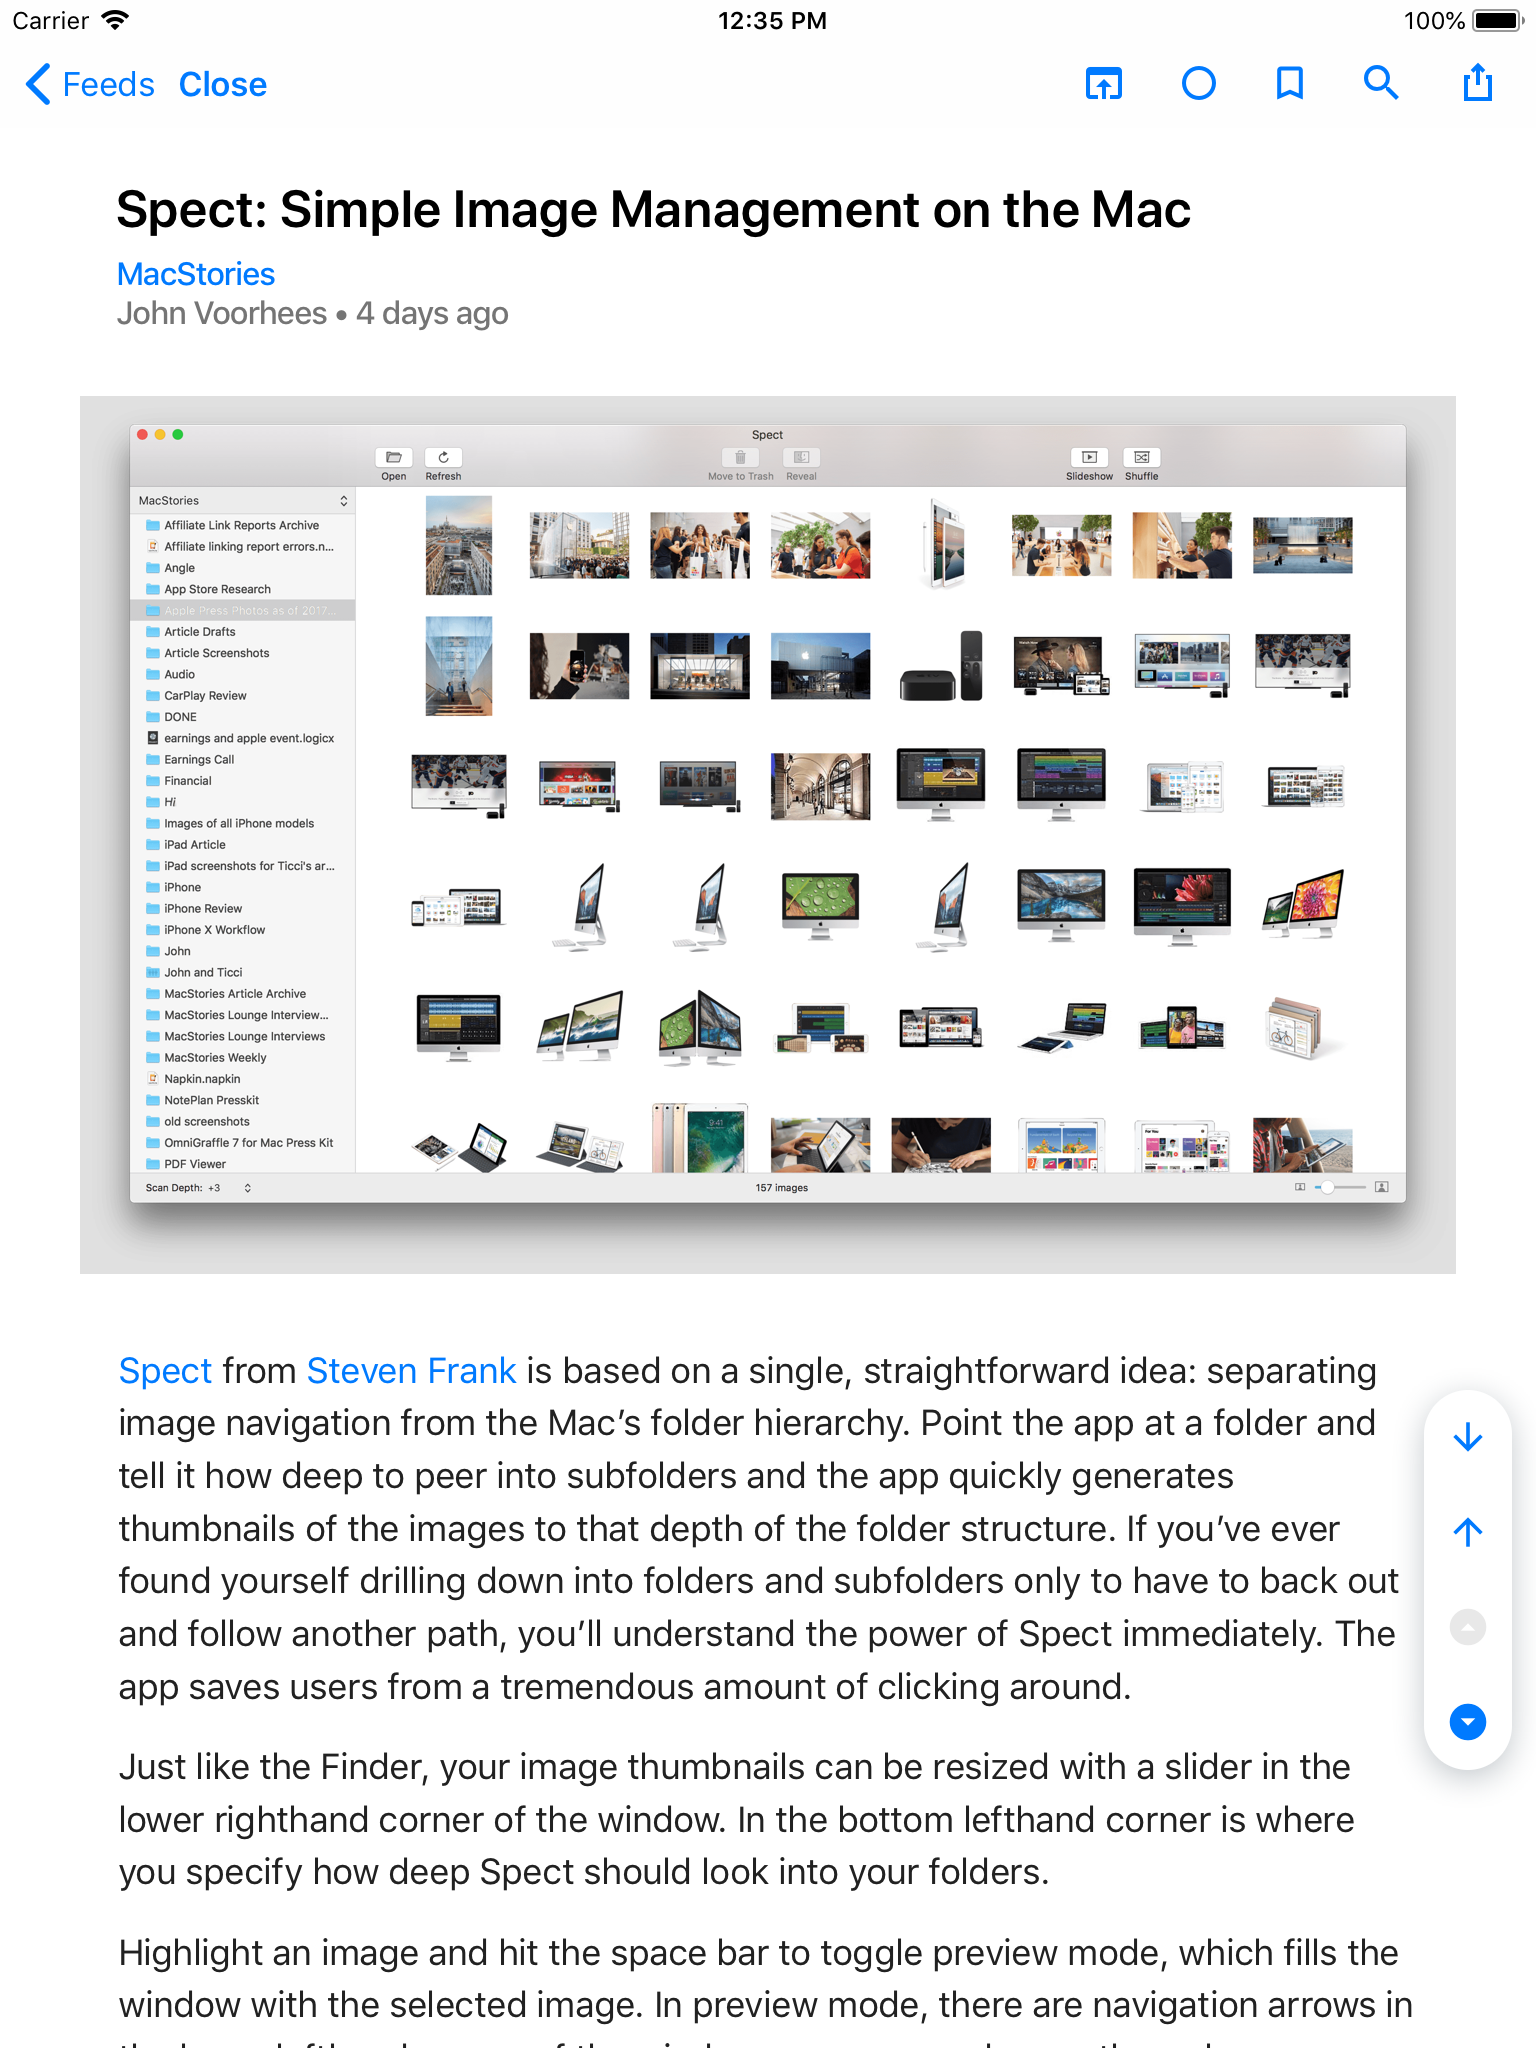 Carrier 12:35 PM 100%
Feeds Close
Spect: Simple Image Management on the Mac
MacStories
John Voorhees • 4 days ago
Spect
Open Refresh Move to Trash Reveal Slideshow Shuffle
MacStories
Affiliate Link Reports Archive
Affiliate linking report errors.n...
Angle
App Store Research
Apple Press Photos as of 2017...
Article Drafts
Article Screenshots
Audio
CarPlay Review
DONE
earnings and apple event.logicx
Earnings Call
Financial
Hi
Images of all iPhone models
iPad Article
iPad screenshots for Ticci's ar...
iPhone
iPhone Review
iPhone X Workflow
John
John and Ticci
MacStories Article Archive
MacStories Lounge Interview...
MacStories Lounge Interviews
MacStories Weekly
Napkin.napkin
NotePlan Presskit
old screenshots
OmniGraffle 7 for Mac Press Kit
PDF Viewer
9:41
For You
Scan Depth: +3 157 images
Spect from Steven Frank is based on a single, straightforward idea: separating
image navigation from the Mac’s folder hierarchy. Point the app at a folder and
tell it how deep to peer into subfolders and the app quickly generates
thumbnails of the images to that depth of the folder structure. If you’ve ever
found yourself drilling down into folders and subfolders only to have to back out
and follow another path, you’ll understand the power of Spect immediately. The
app saves users from a tremendous amount of clicking around.
Just like the Finder, your image thumbnails can be resized with a slider in the
lower righthand corner of the window. In the bottom lefthand corner is where
you specify how deep Spect should look into your folders.
Highlight an image and hit the space bar to toggle preview mode, which fills the
window with the selected image. In preview mode, there are navigation arrows in